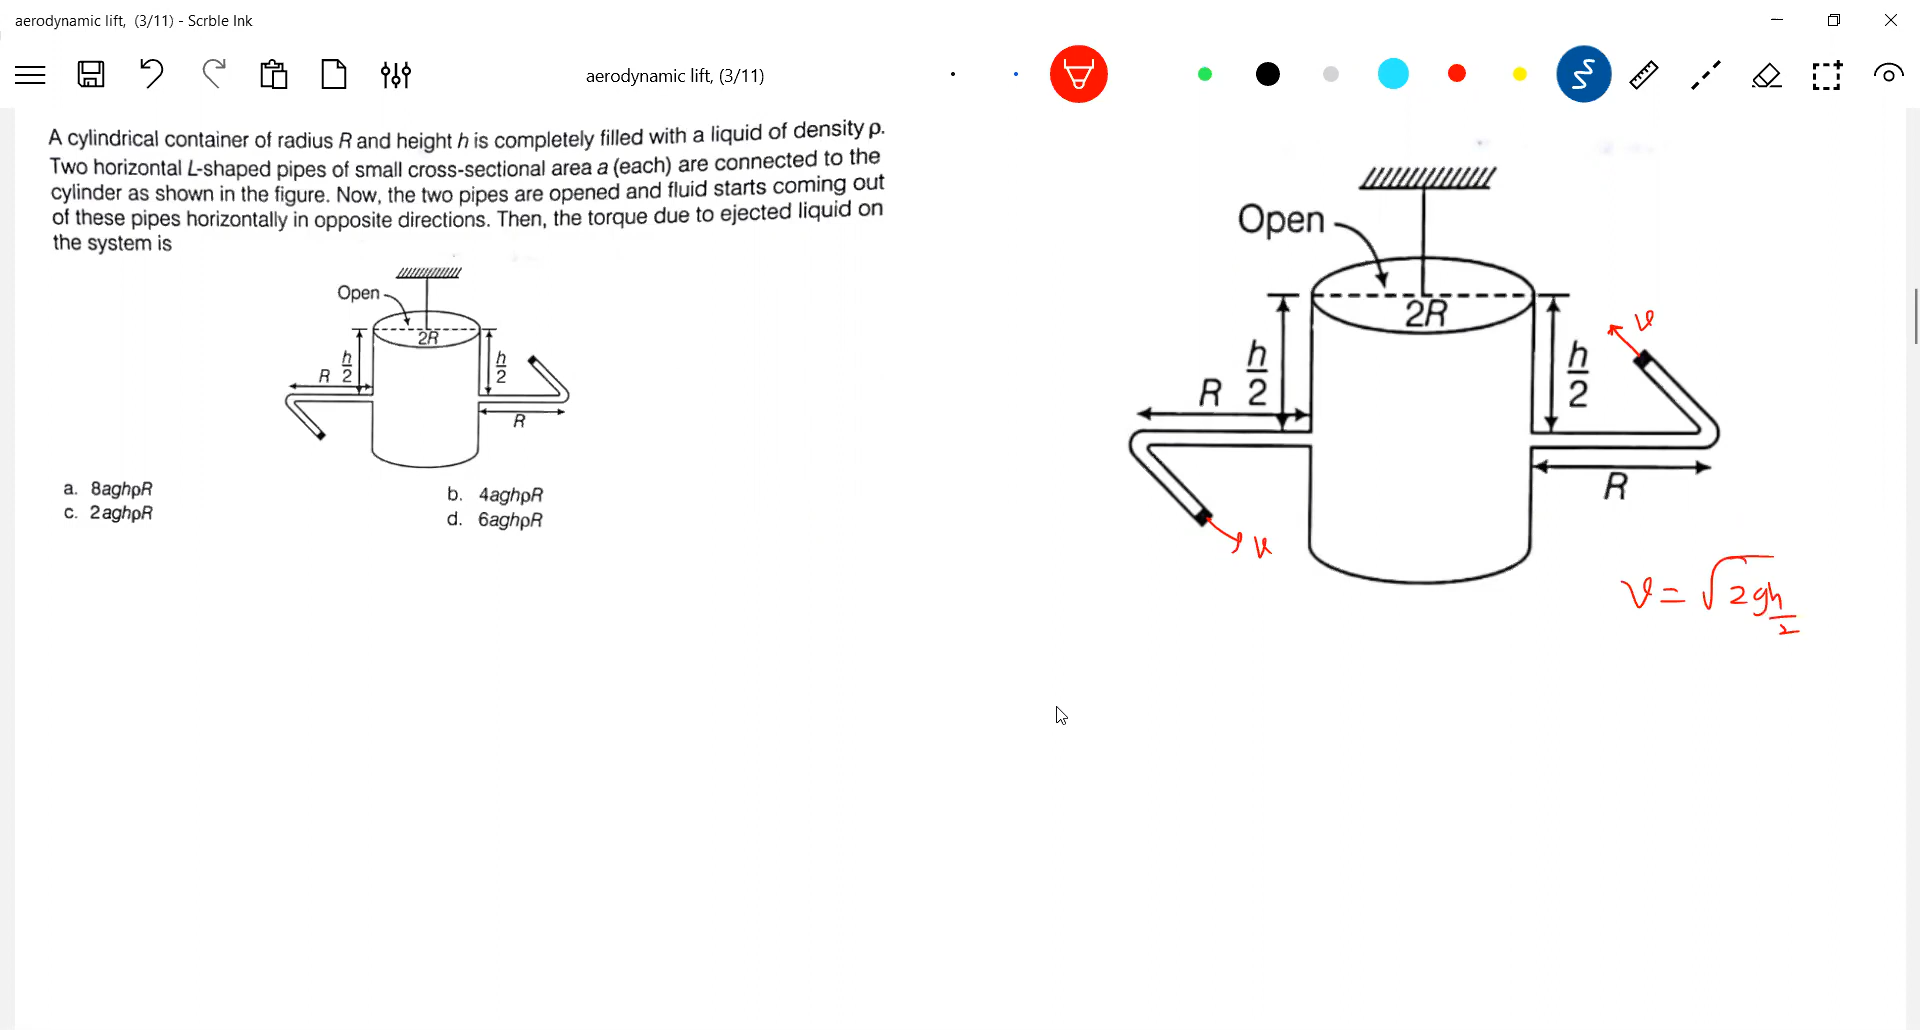 aerodynamic lift, (3/11) - Scrble Ink
aerodynamic lift, (3/11)
A cylindrical container of radius R and height h is completely filled with a liquid of density ρ.
Two horizontal L-shaped pipes of small cross-sectional area a (each) are connected to the
cylinder as shown in the figure. Now, the two pipes are opened and fluid starts coming out
of these pipes horizontally in opposite directions. Then, the torque due to ejected liquid on
the system is
Open
2R
h/2
h/2
R
R
a. 8aghρR
b. 4aghρR
c. 2aghρR
d. 6aghρR
Open
2R
h/2
h/2
R
R
v
v
v = √2g h/2